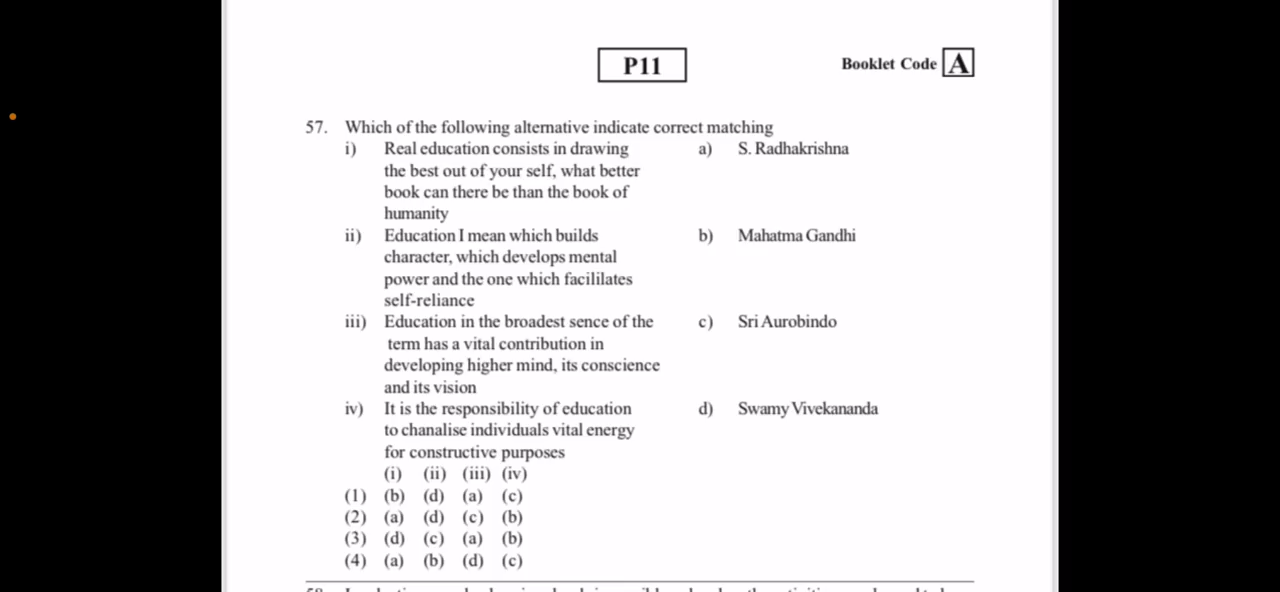 P11
Booklet Code A
57. Which of the following alternative indicate correct matching
i) Real education consists in drawing a) S. Radhakrishna
the best out of your self, what better
book can there be than the book of
humanity
ii) Education I mean which builds b) Mahatma Gandhi
character, which develops mental
power and the one which facililates
self-reliance
iii) Education in the broadest sence of the c) Sri Aurobindo
term has a vital contribution in
developing higher mind, its conscience
and its vision
iv) It is the responsibility of education d) Swamy Vivekananda
to chanalise individuals vital energy
for constructive purposes
(i) (ii) (iii) (iv)
(1) (b) (d) (a) (c)
(2) (a) (d) (c) (b)
(3) (d) (c) (a) (b)
(4) (a) (b) (d) (c)